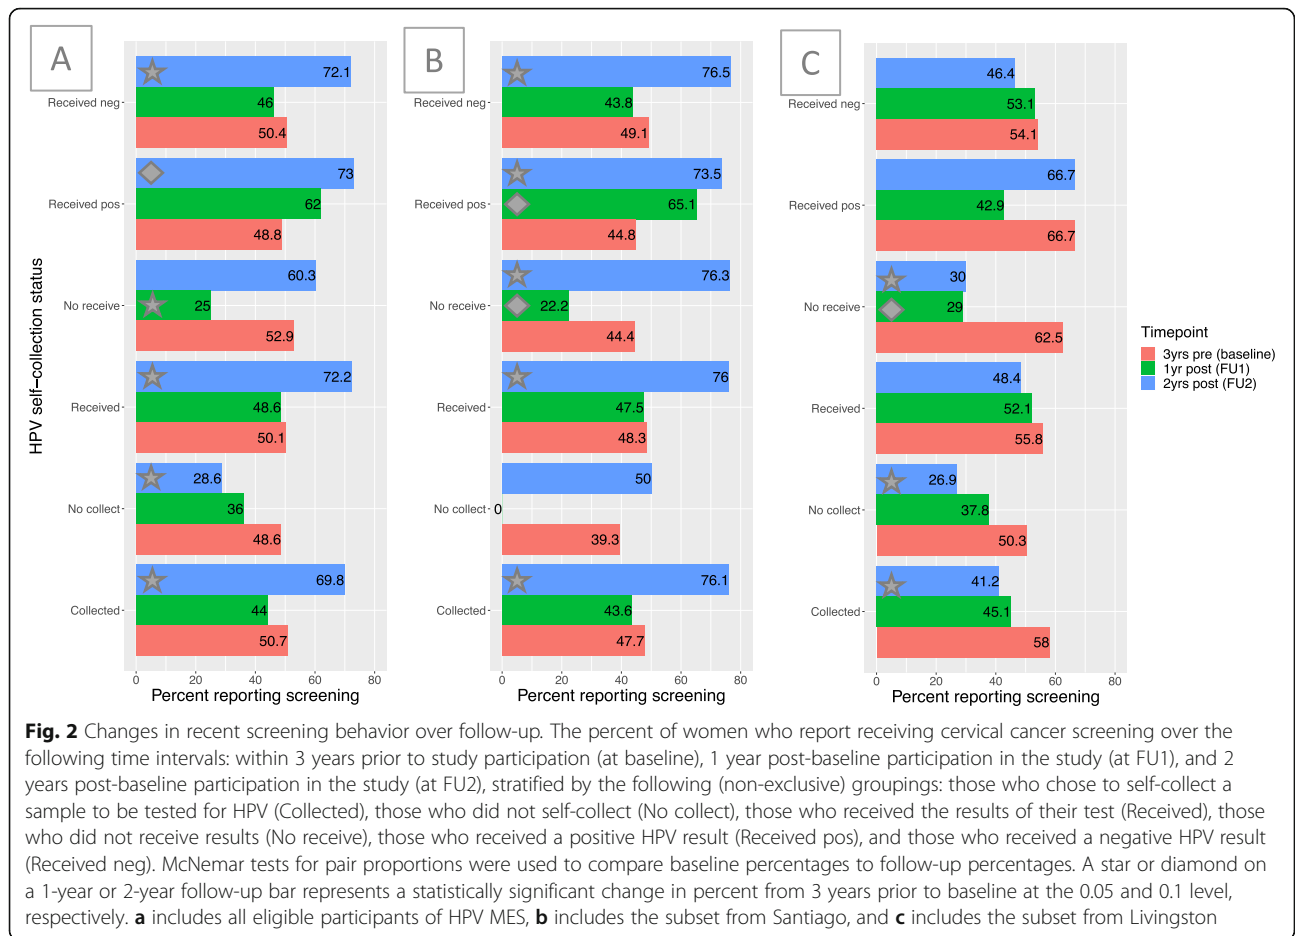 A
B
C
HPV self−collection status
Received neg
72.1
46
50.4
Received pos
73
62
48.8
No receive
60.3
25
52.9
Received
72.2
48.6
50.1
No collect
28.6
36
48.6
Collected
69.8
44
50.7
0 20 40 60 80
Percent reporting screening
Received neg
76.5
43.8
49.1
Received pos
73.5
65.1
44.8
No receive
76.3
22.2
44.4
Received
76
47.5
48.3
No collect
50
0
39.3
Collected
76.1
43.6
47.7
0 20 40 60 80
Percent reporting screening
Received neg
46.4
53.1
54.1
Received pos
66.7
42.9
66.7
No receive
30
29
62.5
Received
48.4
52.1
55.8
No collect
26.9
37.8
50.3
Collected
41.2
45.1
58
0 20 40 60 80
Percent reporting screening
Timepoint
3yrs pre (baseline)
1yr post (FU1)
2yrs post (FU2)
Fig. 2 Changes in recent screening behavior over follow-up. The percent of women who report receiving cervical cancer screening over the
following time intervals: within 3 years prior to study participation (at baseline), 1 year post-baseline participation in the study (at FU1), and 2
years post-baseline participation in the study (at FU2), stratified by the following (non-exclusive) groupings: those who chose to self-collect a
sample to be tested for HPV (Collected), those who did not self-collect (No collect), those who received the results of their test (Received), those
who did not receive results (No receive), those who received a positive HPV result (Received pos), and those who received a negative HPV result
(Received neg). McNemar tests for pair proportions were used to compare baseline percentages to follow-up percentages. A star or diamond on
a 1-year or 2-year follow-up bar represents a statistically significant change in percent from 3 years prior to baseline at the 0.05 and 0.1 level,
respectively. a includes all eligible participants of HPV MES, b includes the subset from Santiago, and c includes the subset from Livingston